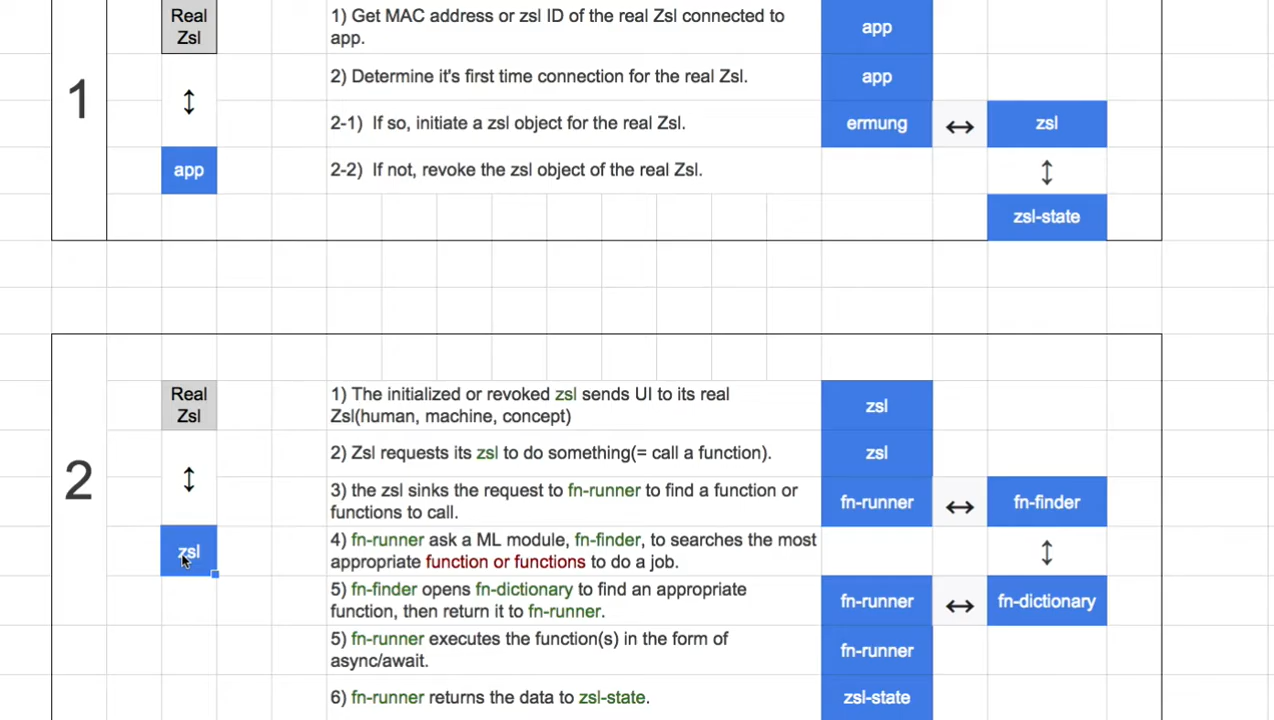 Real
Zsl
1) Get MAC address or zsl ID of the real Zsl connected to
app.
app
1
2) Determine it's first time connection for the real Zsl.
app
↕
2-1) If so, initiate a zsl object for the real Zsl.
ermung
↔
zsl
app
2-2) If not, revoke the zsl object of the real Zsl.
↕
zsl-state
2
Real
Zsl
1) The initialized or revoked zsl sends UI to its real
Zsl(human, machine, concept)
zsl
↕
2) Zsl requests its zsl to do something(= call a function).
zsl
3) the zsl sinks the request to fn-runner to find a function or
functions to call.
fn-runner
↔
fn-finder
zsl
4) fn-runner ask a ML module, fn-finder, to searches the most
appropriate function or functions to do a job.
↕
5) fn-finder opens fn-dictionary to find an appropriate
function, then return it to fn-runner.
fn-runner
↔
fn-dictionary
5) fn-runner executes the function(s) in the form of
async/await.
fn-runner
6) fn-runner returns the data to zsl-state.
zsl-state